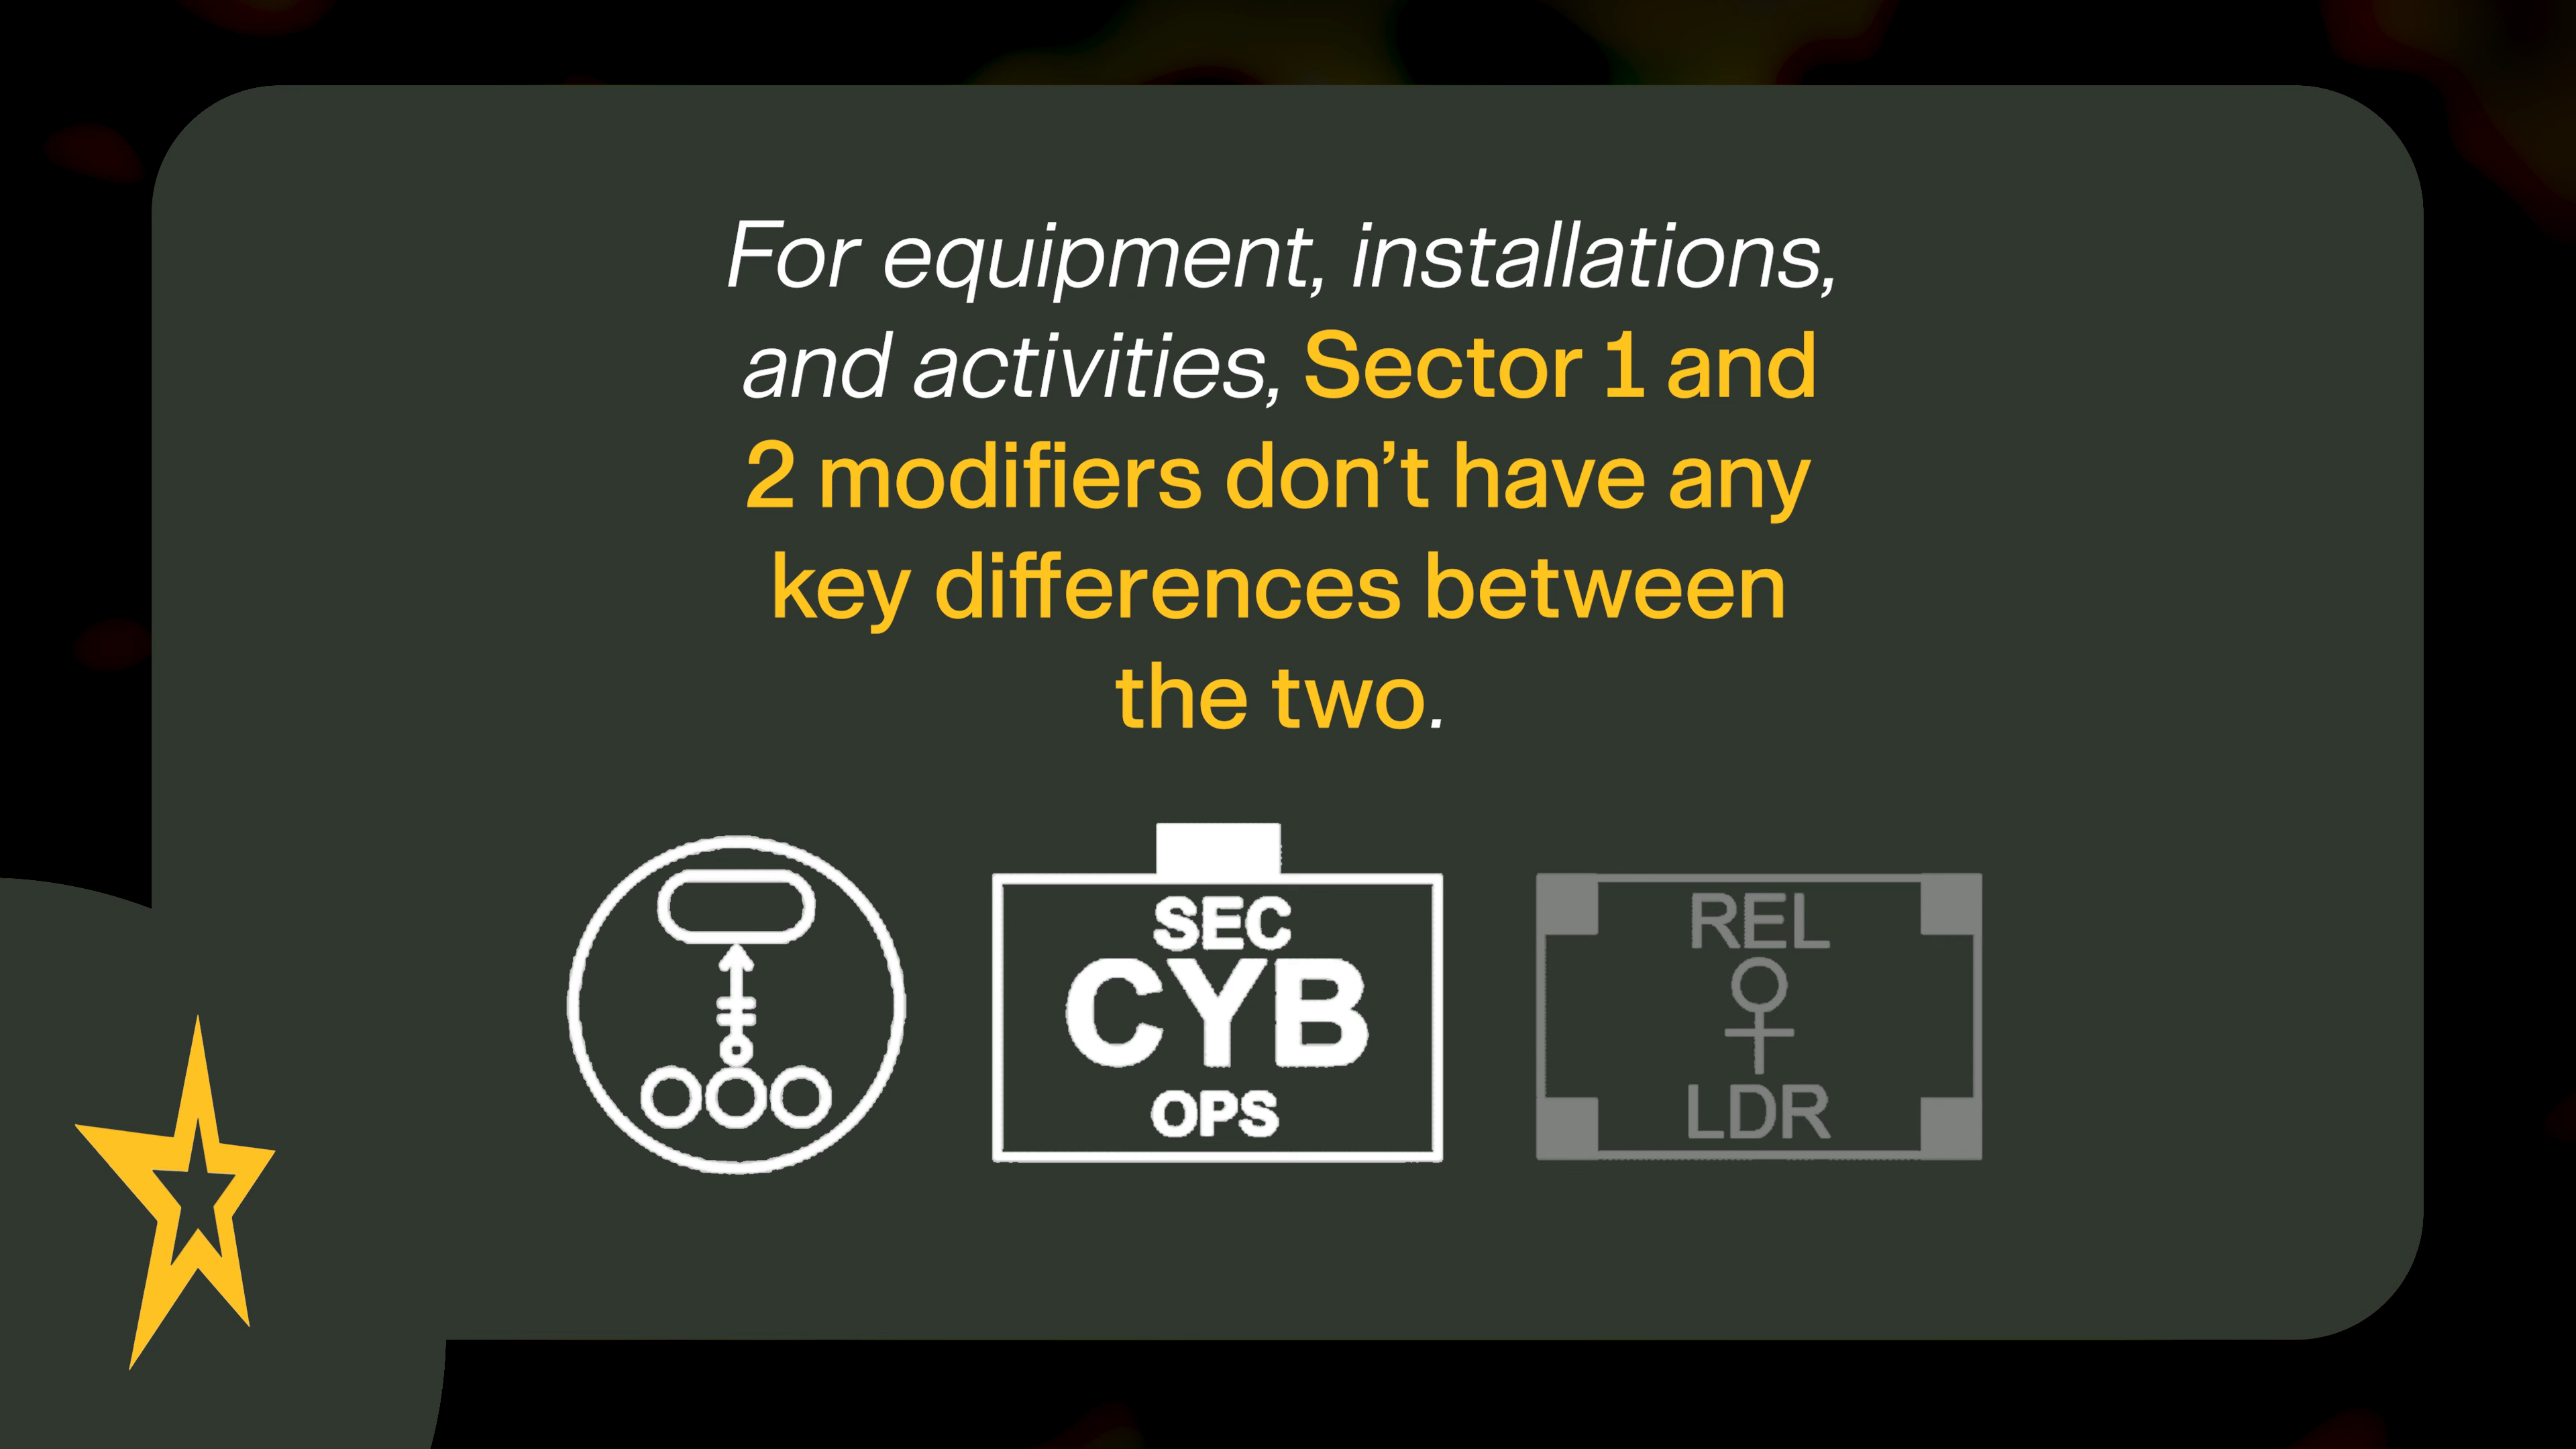 For equipment, installations,
and activities, Sector 1 and
2 modifiers don’t have any
key differences between
the two.
SEC
CYB
OPS
REL
LDR